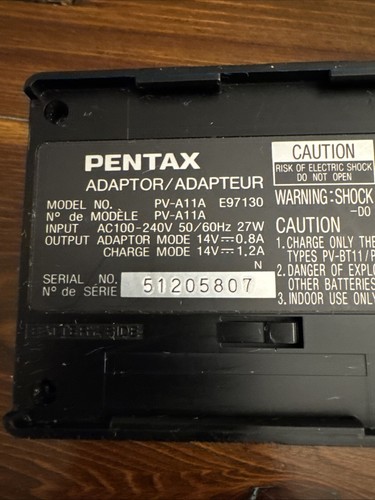 PENTAX
ADAPTOR/ADAPTEUR
MODEL NO. PV-A11A E97130
Nº de MODÈLE PV-A11A
INPUT AC100-240V 50/60Hz 27W
OUTPUT ADAPTOR MODE 14V⎓0.8A
CHARGE MODE 14V⎓1.2A
N
SERIAL NO.
Nº de SÉRIE 51205807
CAUTION
RISK OF ELECTRIC SHOCK
DO NOT OPEN
WARNING:SHOCK
-DO
CAUTION
1.CHARGE ONLY THE
TYPES PV-BT11/
2.DANGER OF EXPLO
OTHER BATTERIES
3.INDOOR USE ONLY